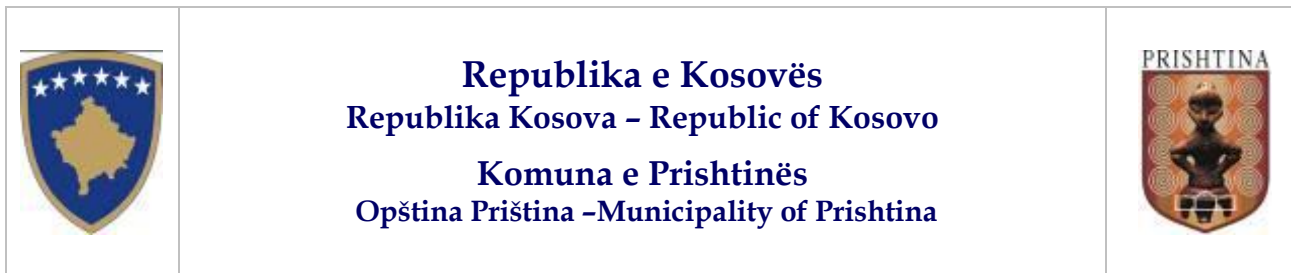 Republika e Kosovës
Republika Kosova – Republic of Kosovo
Komuna e Prishtinës
Opština Priština –Municipality of Prishtina
PRISHTINA